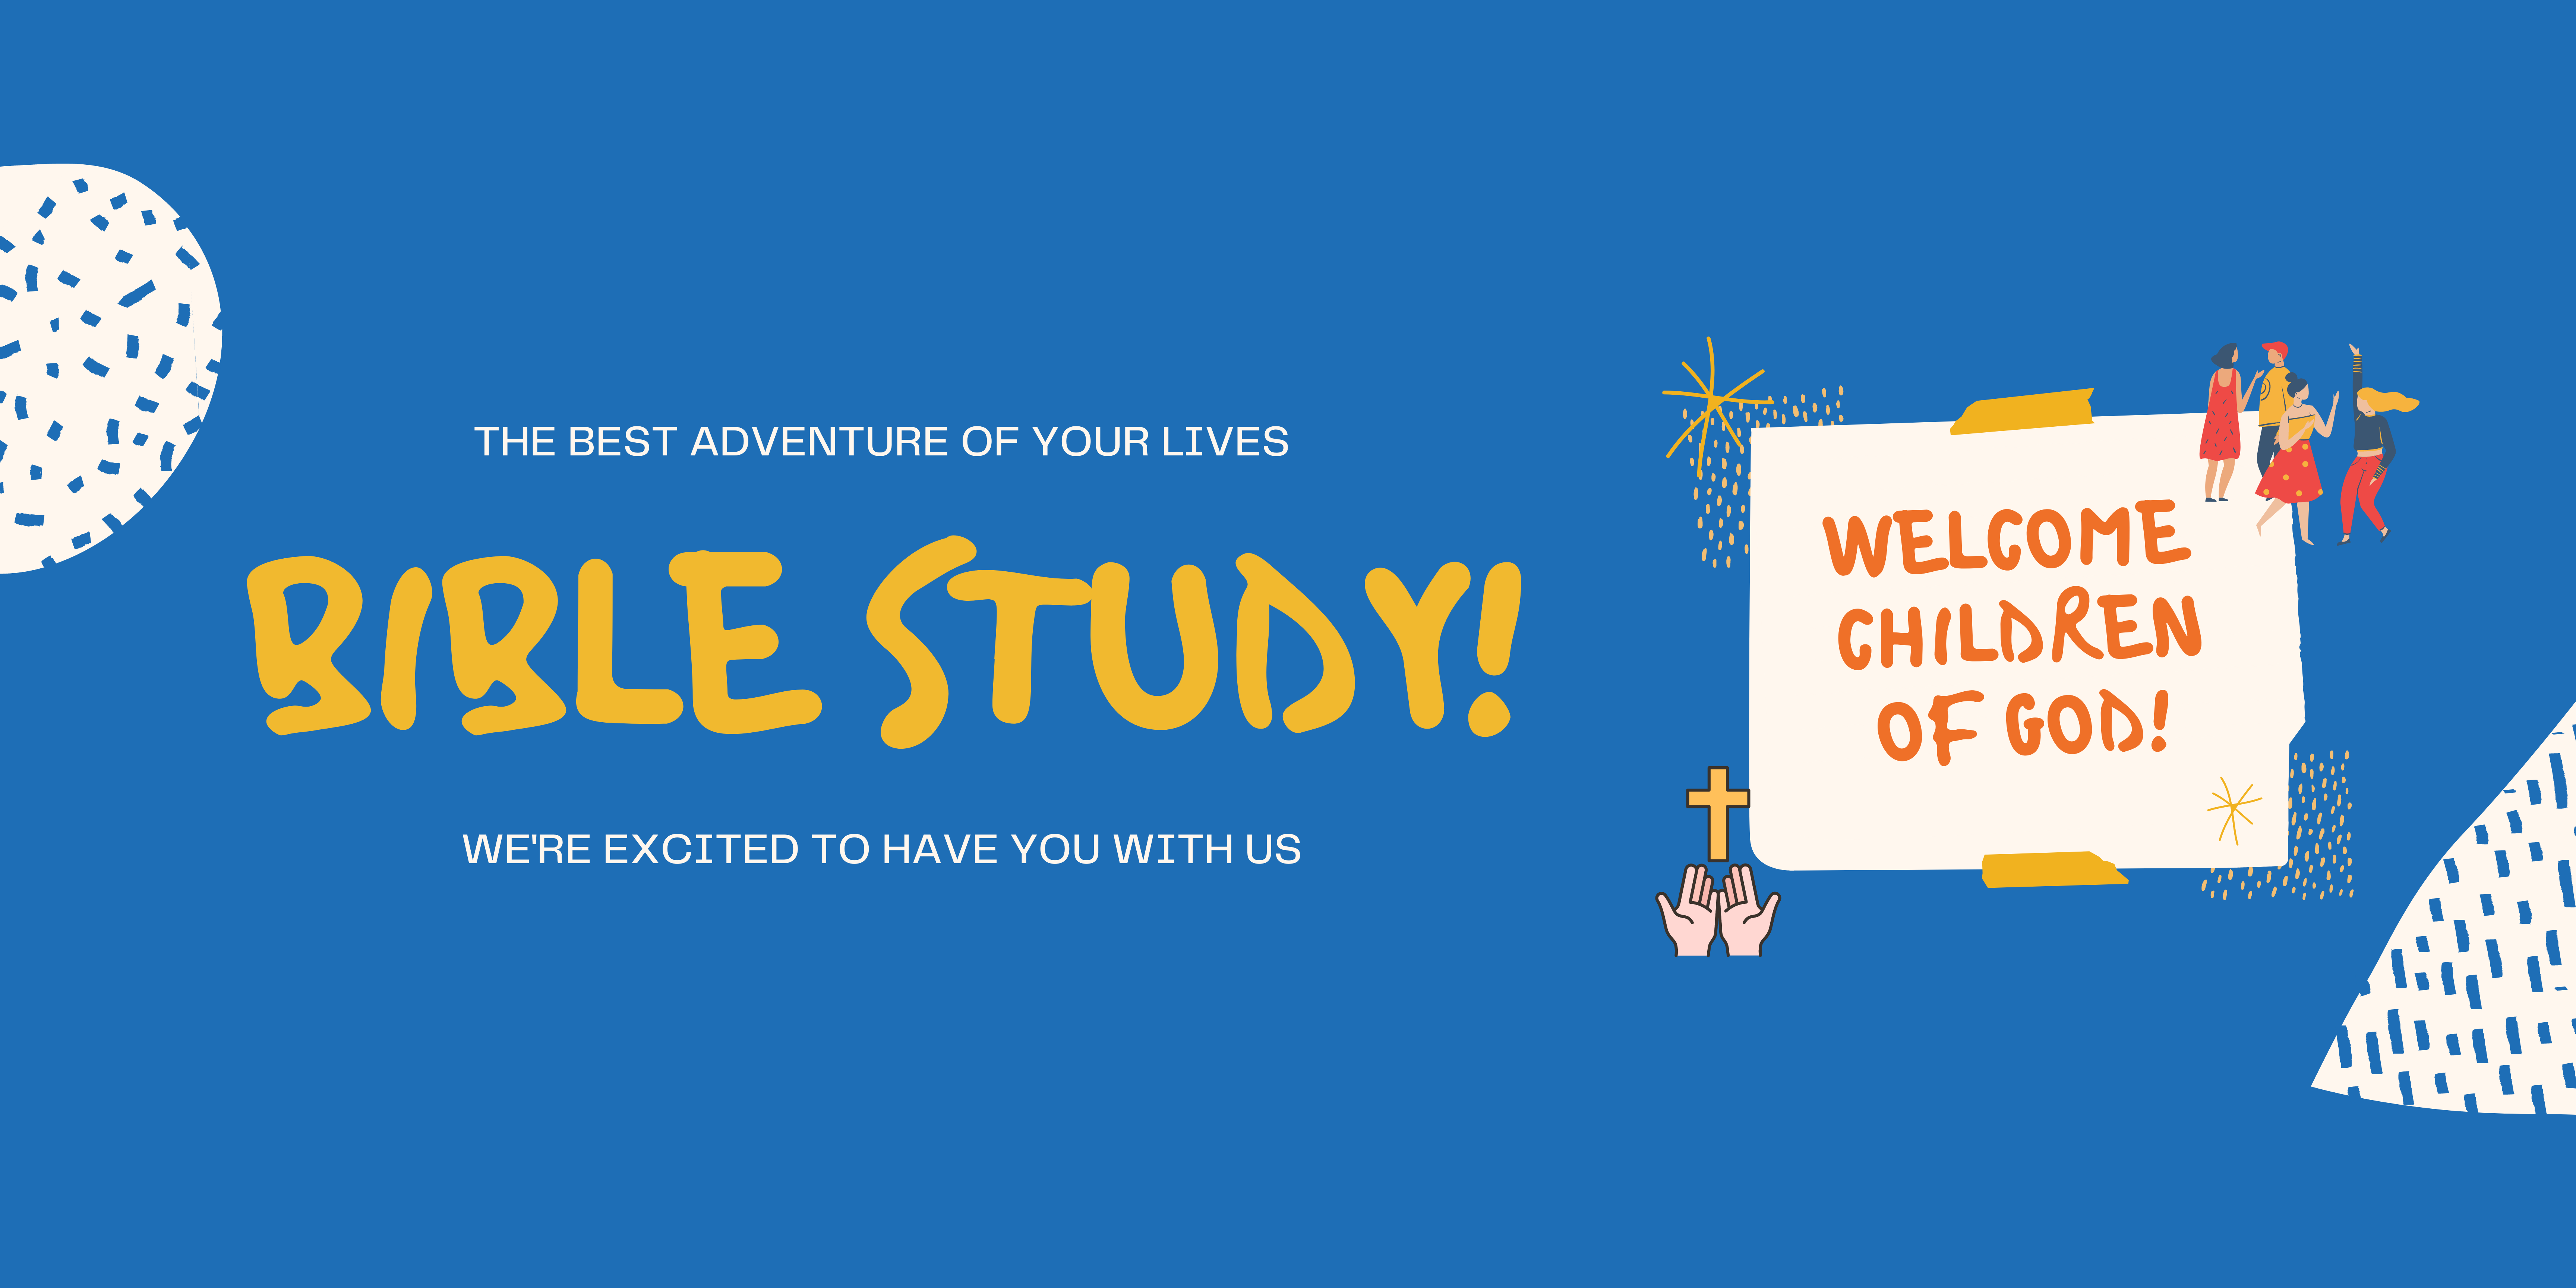 THE BEST ADVENTURE OF YOUR LIVES
BIBLE STUDY!
WE'RE EXCITED TO HAVE YOU WITH US
WELCOME
CHILDREN
OF GOD!